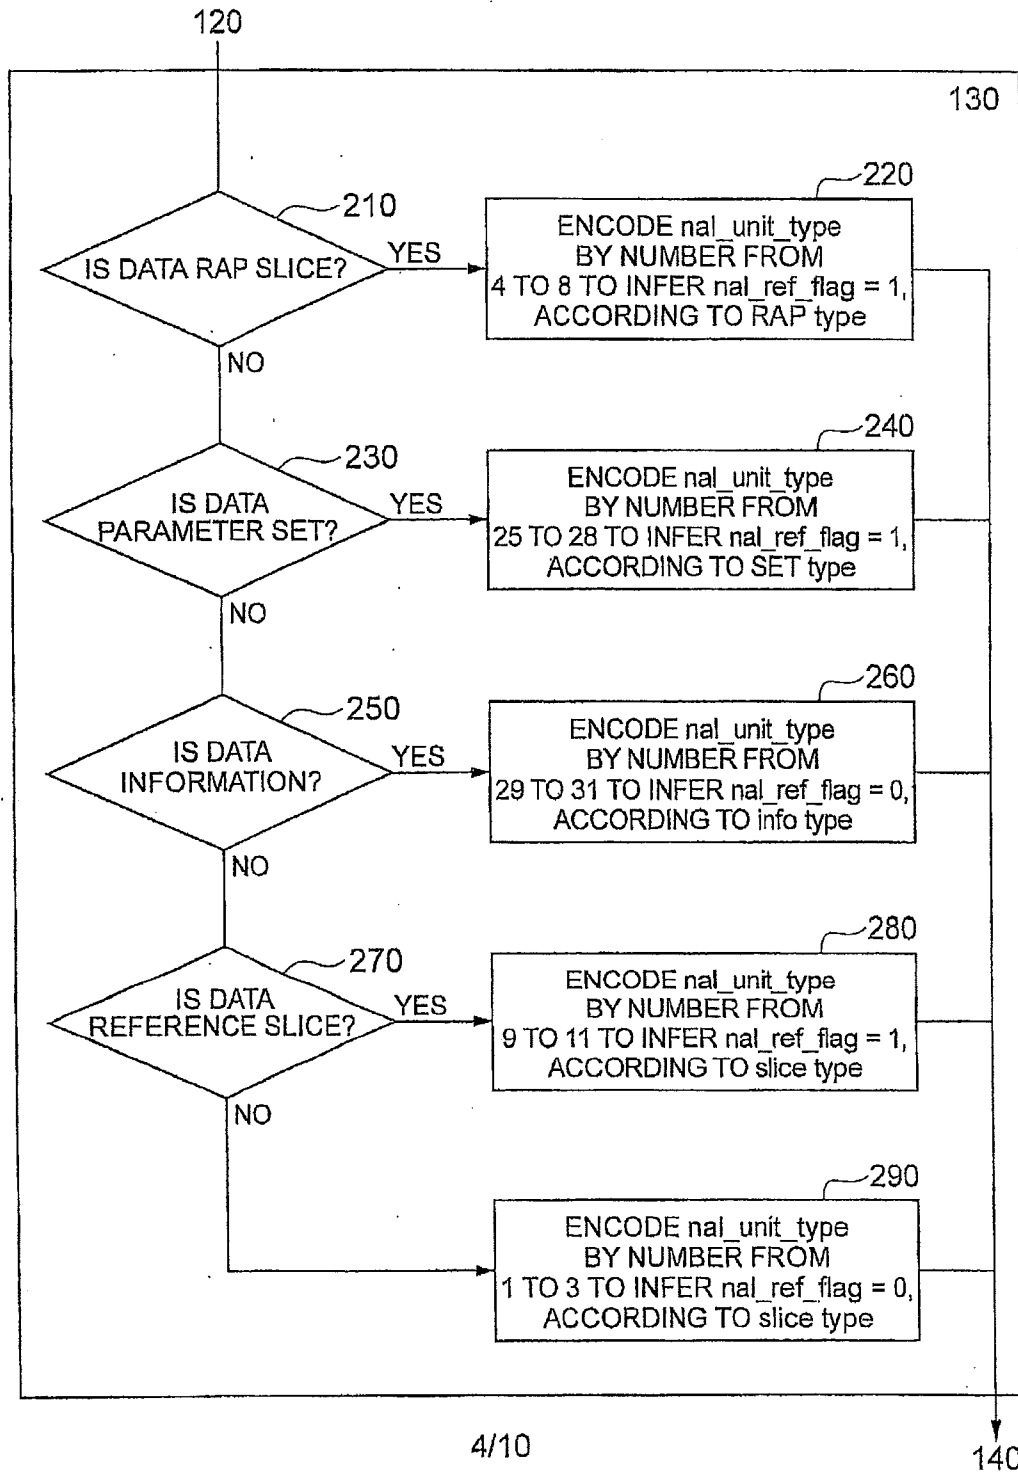 120
130
210
IS DATA RAP SLICE?
YES
NO
220
ENCODE nal_unit_type
BY NUMBER FROM
4 TO 8 TO INFER nal_ref_flag = 1,
ACCORDING TO RAP type
230
IS DATA
PARAMETER SET?
YES
NO
240
ENCODE nal_unit_type
BY NUMBER FROM
25 TO 28 TO INFER nal_ref_flag = 1,
ACCORDING TO SET type
250
IS DATA
INFORMATION?
YES
NO
260
ENCODE nal_unit_type
BY NUMBER FROM
29 TO 31 TO INFER nal_ref_flag = 0,
ACCORDING TO info type
270
IS DATA
REFERENCE SLICE?
YES
NO
280
ENCODE nal_unit_type
BY NUMBER FROM
9 TO 11 TO INFER nal_ref_flag = 1,
ACCORDING TO slice type
290
ENCODE nal_unit_type
BY NUMBER FROM
1 TO 3 TO INFER nal_ref_flag = 0,
ACCORDING TO slice type
4/10
140